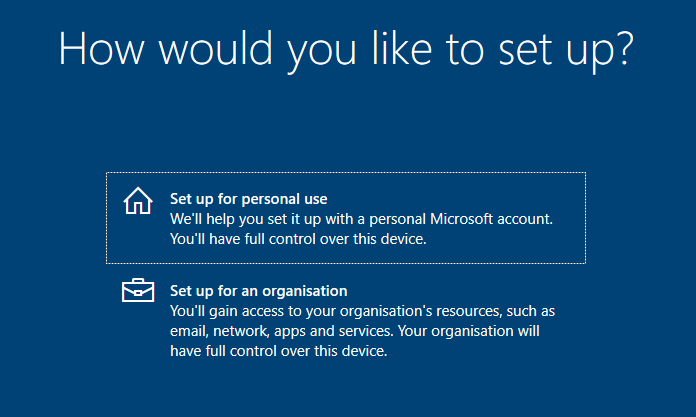 How would you like to set up?
Set up for personal use
We'll help you set it up with a personal Microsoft account.
You'll have full control over this device.
Set up for an organisation
You'll gain access to your organisation's resources, such as
email, network, apps and services. Your organisation will
have full control over this device.